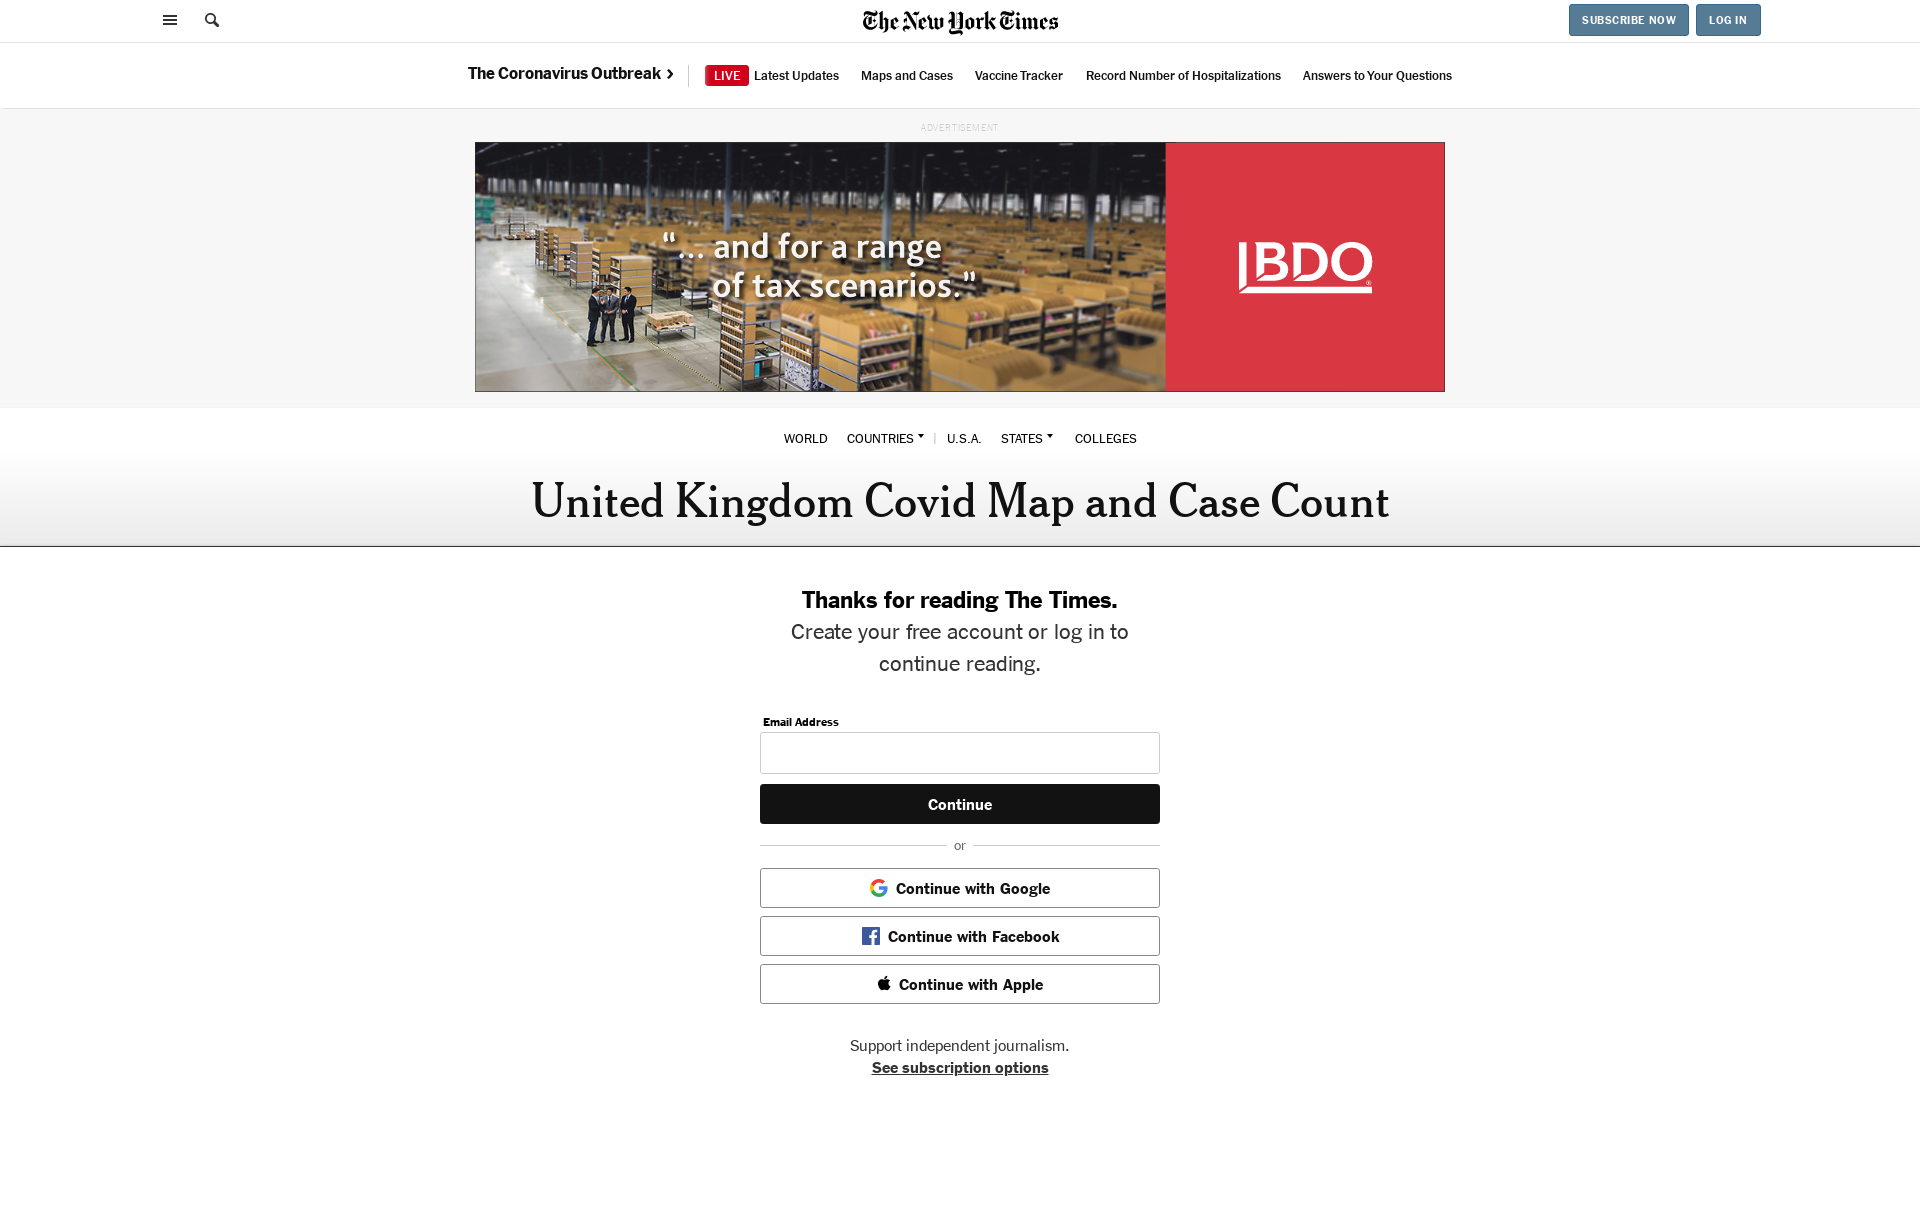 The New York Times
SUBSCRIBE NOW
LOG IN
The Coronavirus Outbreak
LIVE Latest Updates
Maps and Cases
Vaccine Tracker
Record Number of Hospitalizations
Answers to Your Questions
ADVERTISEMENT
“... and for a range
of tax scenarios.”
BDO
WORLD
COUNTRIES
U.S.A.
STATES
COLLEGES
United Kingdom Covid Map and Case Count
Thanks for reading The Times.
Create your free account or log in to
continue reading.
Email Address
Continue
or
Continue with Google
Continue with Facebook
Continue with Apple
Support independent journalism.
See subscription options